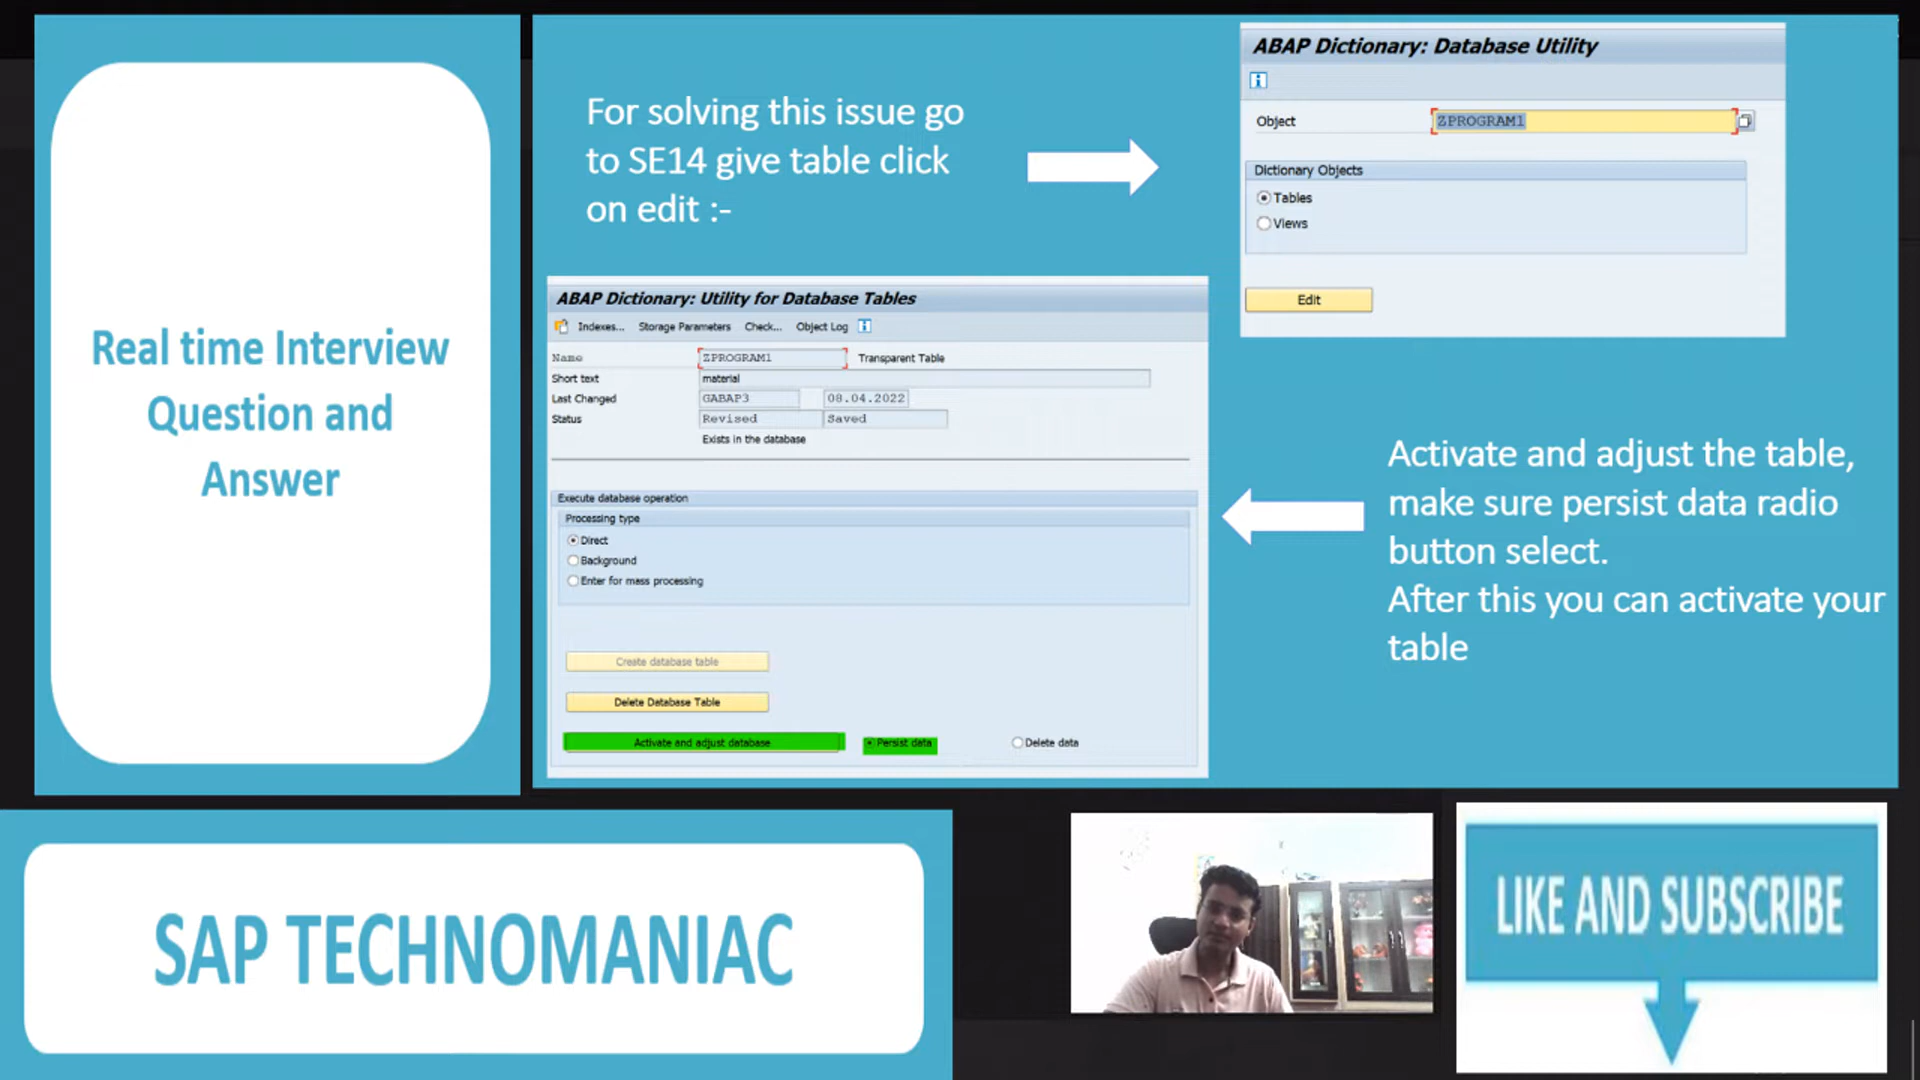 Real time Interview
Question and
Answer
For solving this issue go
to SE14 give table click
on edit :-
ABAP Dictionary: Database Utility
Object ZPROGRAM1
Dictionary Objects
Tables
Views
Edit
ABAP Dictionary: Utility for Database Tables
Indexes... Storage Parameters Check... Object Log
Name ZPROGRAM1 Transparent Table
Short text material
Last Changed GABAP3 08.04.2022
Status Revised Saved
Exists in the database
Execute database operation
Processing type
Direct
Background
Enter for mass processing
Create database table
Delete Database Table
Activate and adjust database Persist data Delete data
Activate and adjust the table,
make sure persist data radio
button select.
After this you can activate your
table
SAP TECHNOMANIAC
LIKE AND SUBSCRIBE